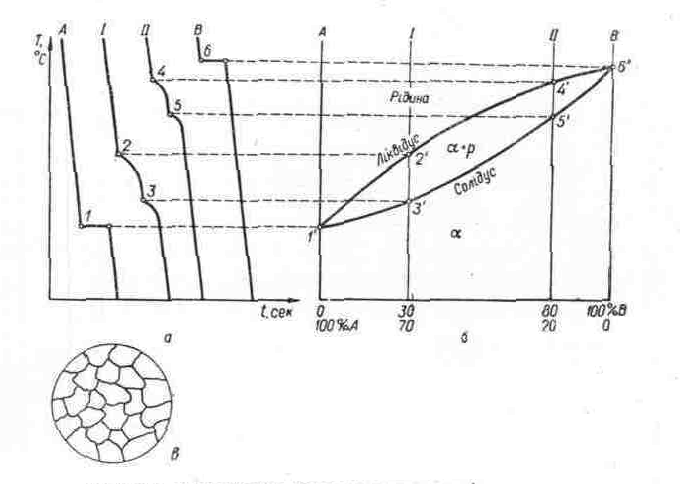 A I II B A I II B
T,
°C
6
4
5
2
3
1
6'
4'
5'
2'
3'
1'
Рідина
Ліквідус
α+р
Солідус
α
t, сек
0 30 80 100%В
100%А 70 20 0
а б
в